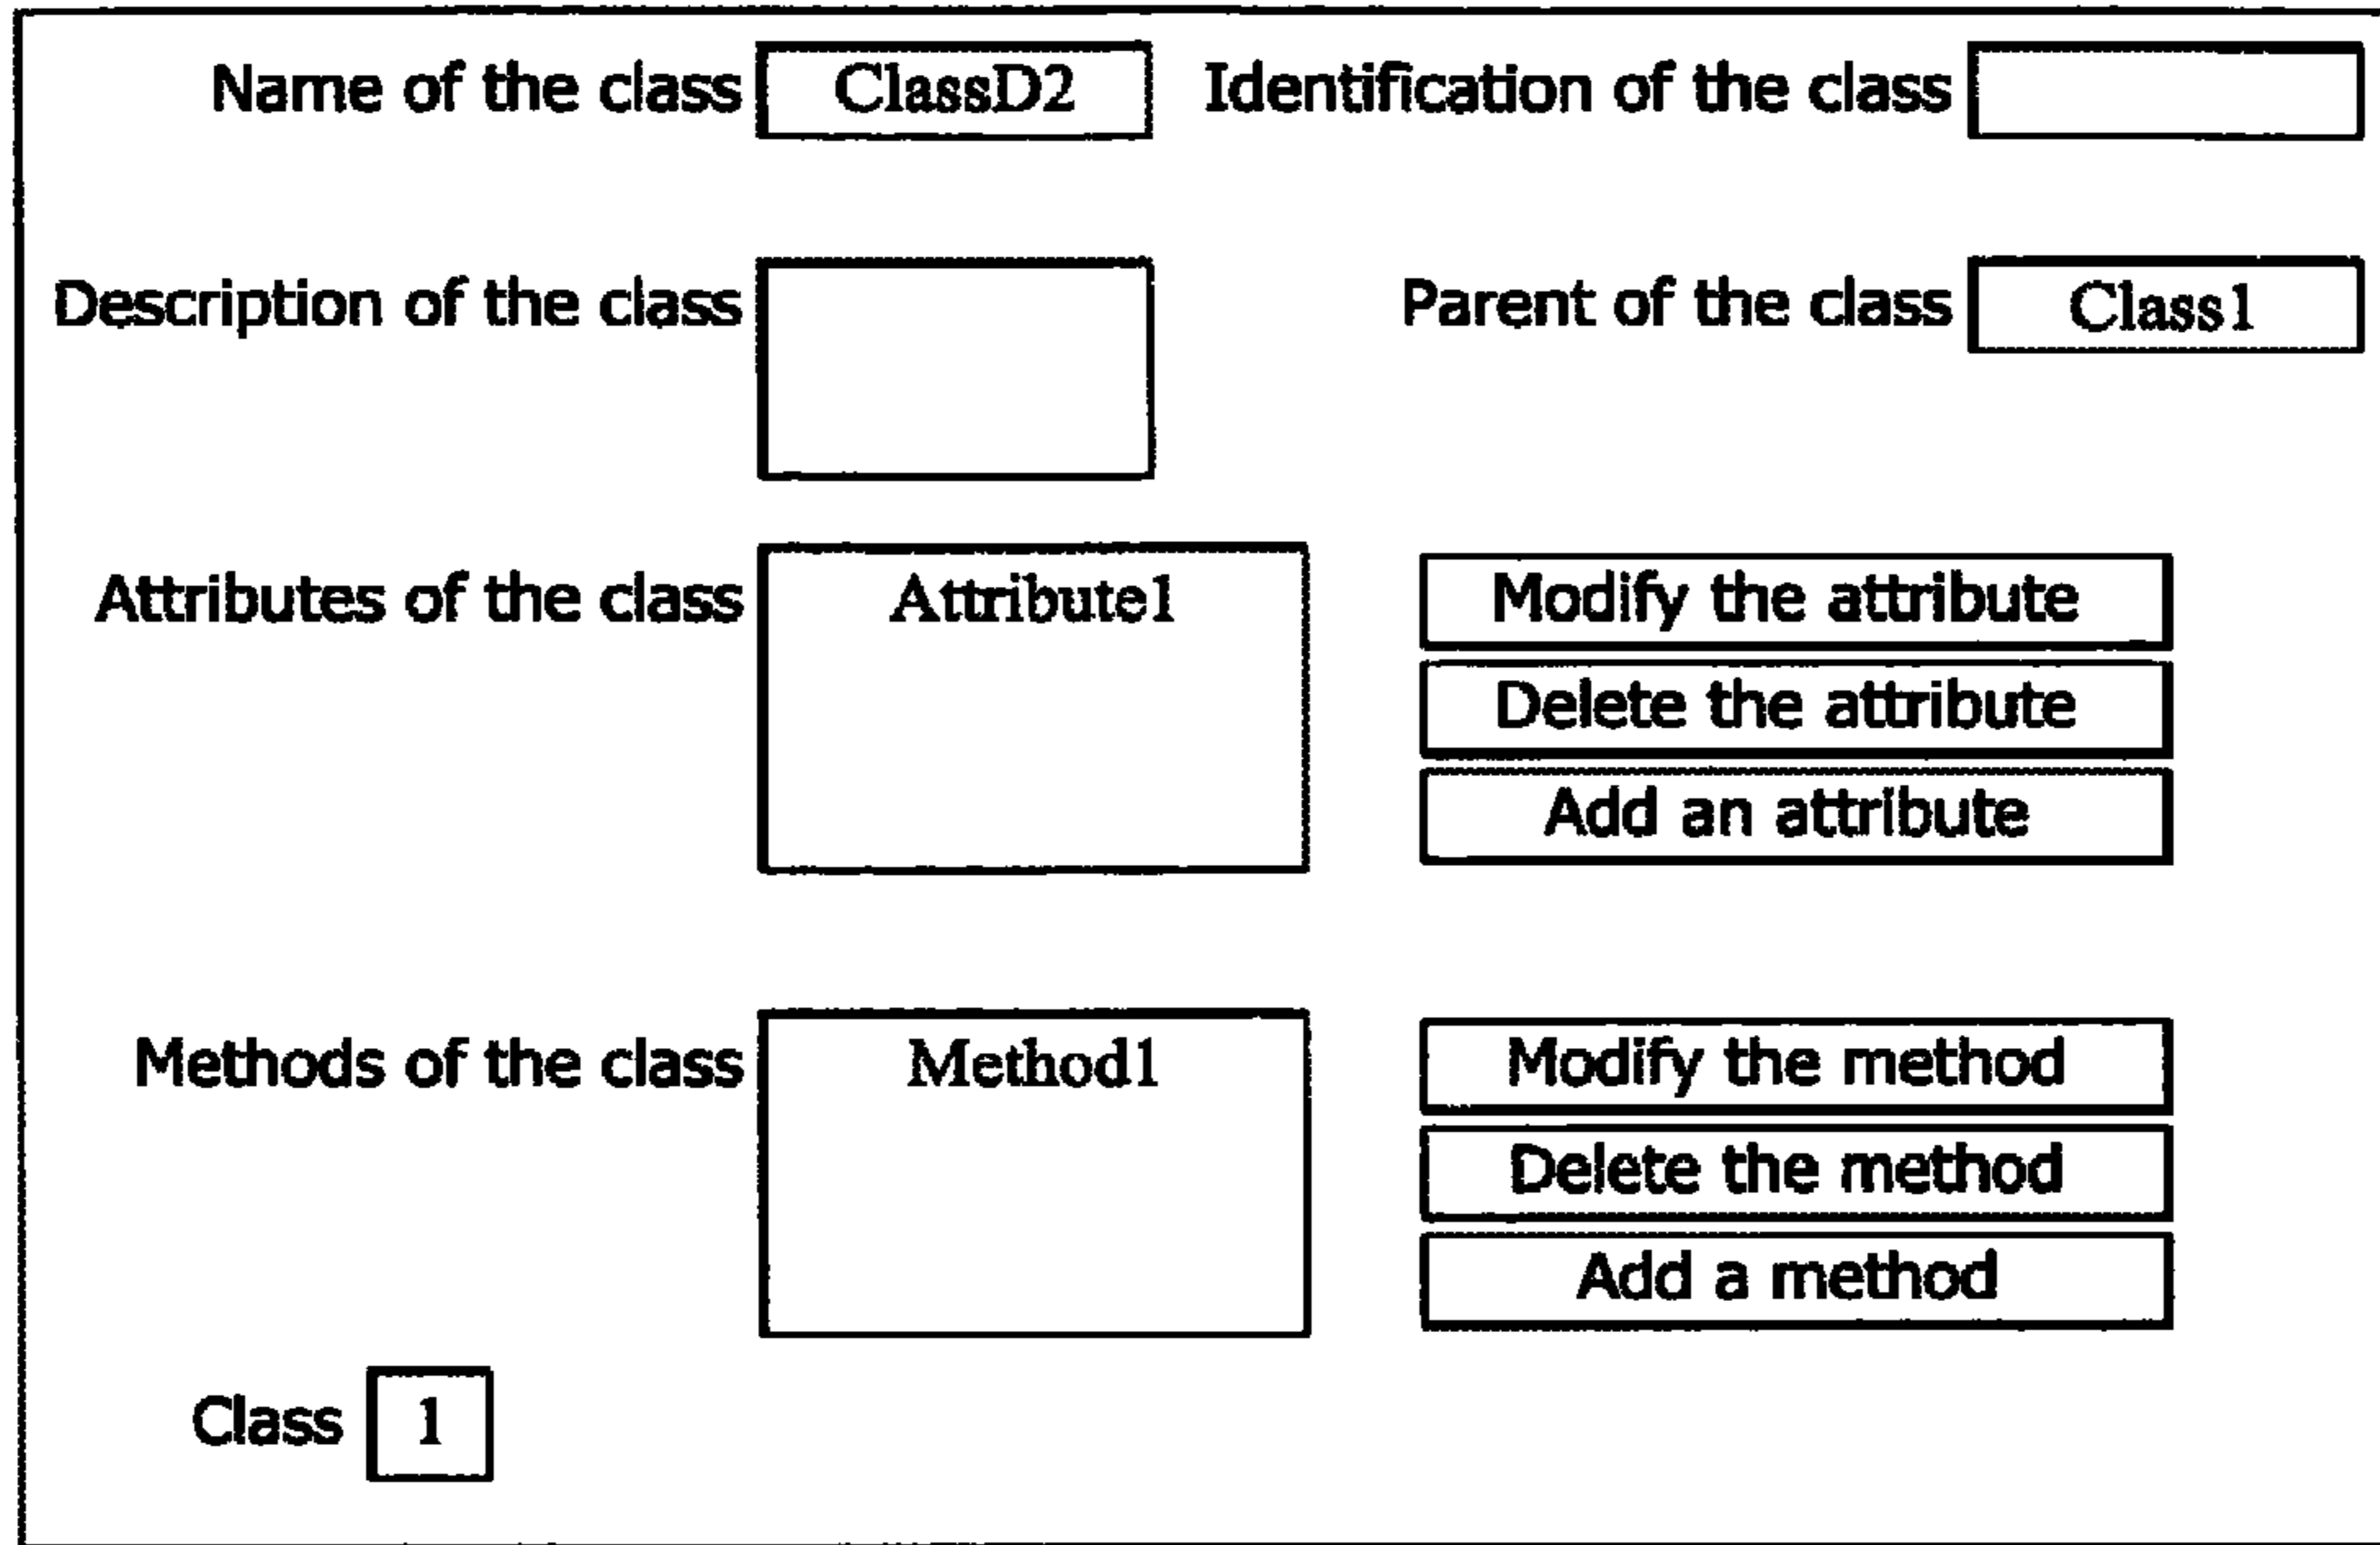 Name of the class ClassD2 Identification of the class
Description of the class Parent of the class Class1
Attributes of the class Attribute1 Modify the attribute
Delete the attribute
Add an attribute
Methods of the class Method1 Modify the method
Delete the method
Add a method
Class 1